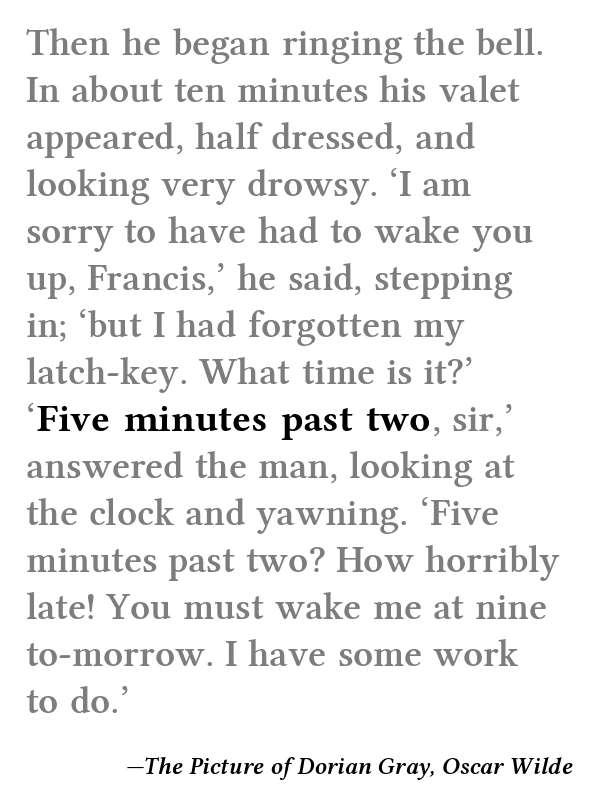 Then he began ringing the bell.
In about ten minutes his valet
appeared, half dressed, and
looking very drowsy. ‘I am
sorry to have had to wake you
up, Francis,’ he said, stepping
in; ‘but I had forgotten my
latch-key. What time is it?’
‘Five minutes past two, sir,’
answered the man, looking at
the clock and yawning. ‘Five
minutes past two? How horribly
late! You must wake me at nine
to-morrow. I have some work
to do.’
—The Picture of Dorian Gray, Oscar Wilde